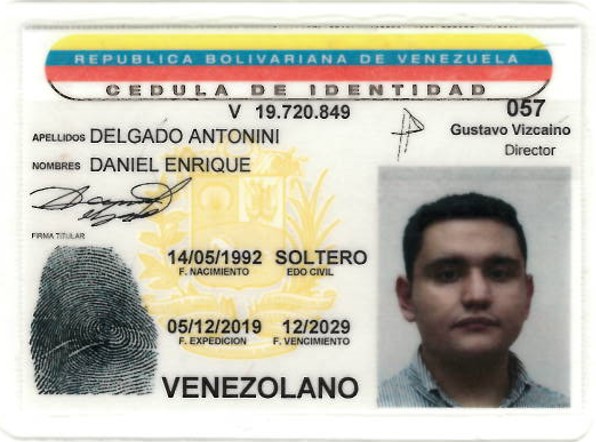 REPUBLICA BOLIVARIANA DE VENEZUELA
CEDULA DE IDENTIDAD
V 19.720.849
057
APELLIDOS DELGADO ANTONINI
Gustavo Vizcaino
Director
NOMBRES DANIEL ENRIQUE
FIRMA TITULAR
14/05/1992 SOLTERO
F. NACIMIENTO EDO CIVIL
05/12/2019 12/2029
F. EXPEDICION F. VENCIMIENTO
VENEZOLANO